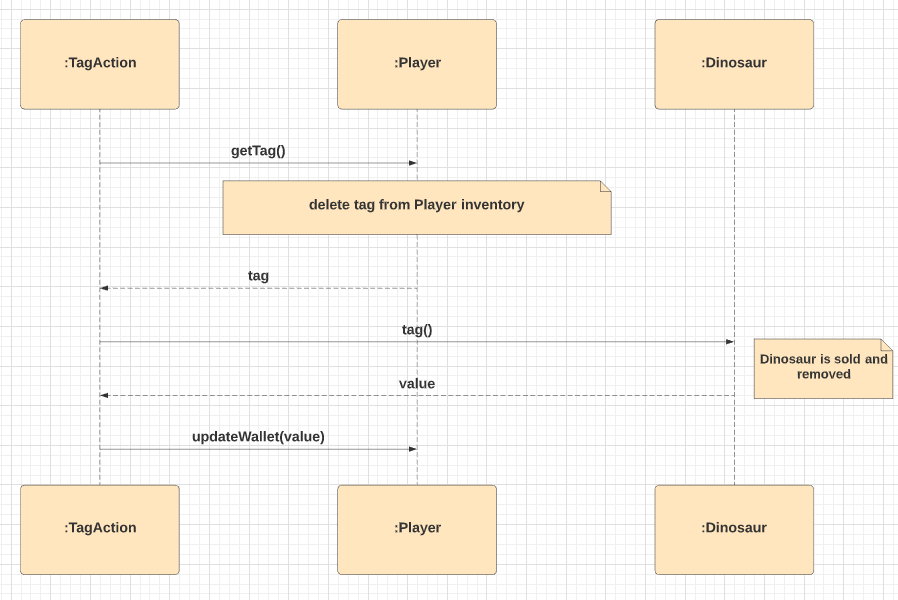 :TagAction
:Player
:Dinosaur
getTag()
delete tag from Player inventory
tag
tag()
Dinosaur is sold and
removed
value
updateWallet(value)
:TagAction
:Player
:Dinosaur